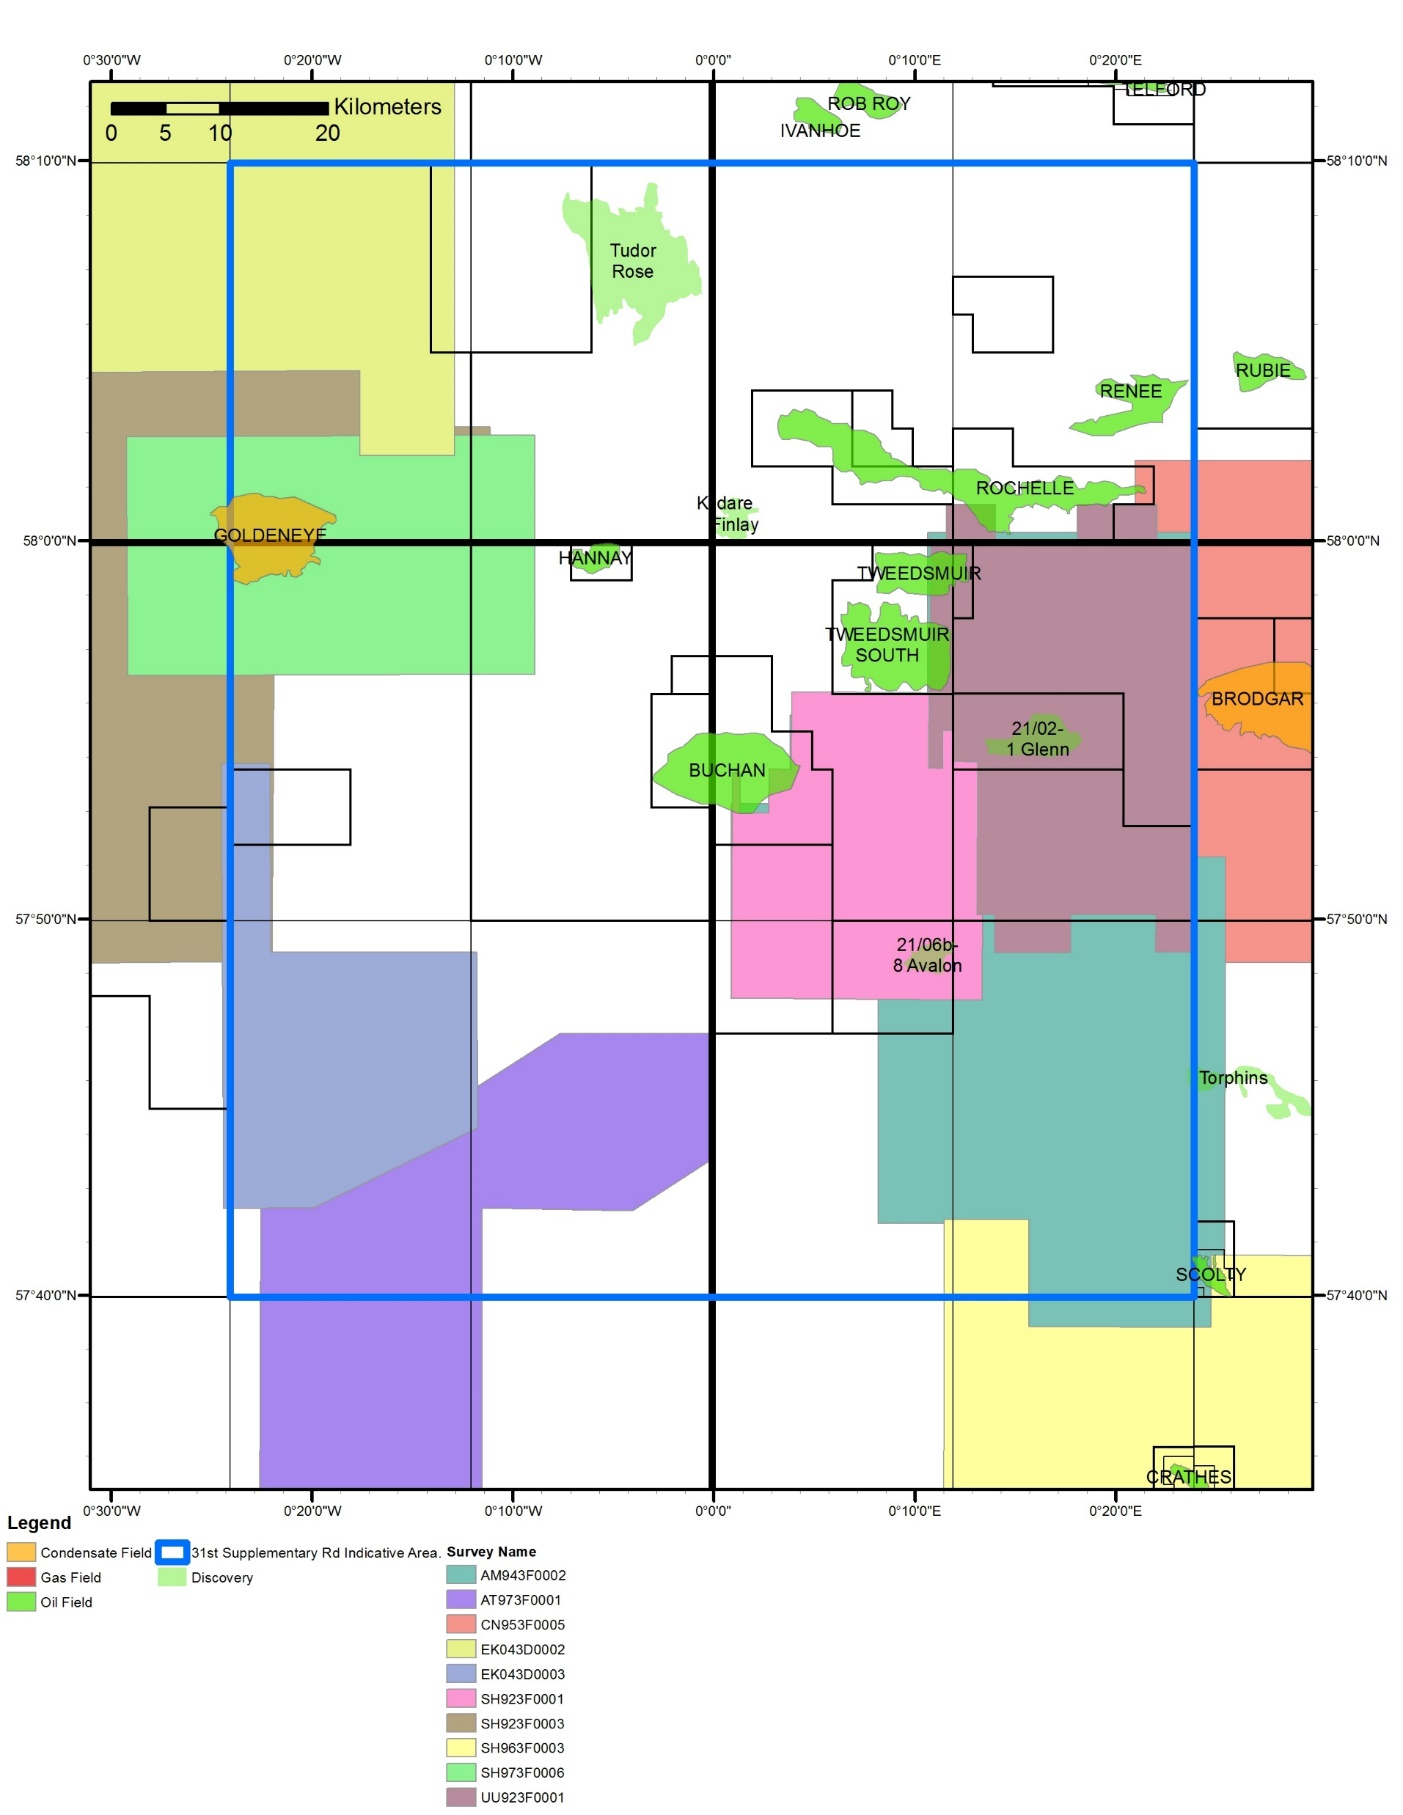 0°30'0"W 0°20'0"W 0°10'0"W 0°0'0" 0°10'0"E 0°20'0"E
Kilometers
0 5 10 20
TELFORD
ROB ROY
IVANHOE
58°10'0"N 58°10'0"N
Tudor
Rose
RUBIE
RENEE
ROCHELLE
Kildare
Finlay
GOLDENEYE
58°0'0"N 58°0'0"N
HANNAY
TWEEDSMUIR
TWEEDSMUIR
SOUTH
BRODGAR
21/02-
1 Glenn
BUCHAN
57°50'0"N 57°50'0"N
21/06b-
8 Avalon
Torphins
SCOLTY
57°40'0"N 57°40'0"N
CRATHES
0°30'0"W 0°20'0"W 0°10'0"W 0°0'0" 0°10'0"E 0°20'0"E
Legend
Condensate Field
Gas Field
Oil Field
31st Supplementary Rd Indicative Area.
Discovery
Survey Name
AM943F0002
AT973F0001
CN953F0005
EK043D0002
EK043D0003
SH923F0001
SH923F0003
SH963F0003
SH973F0006
UU923F0001